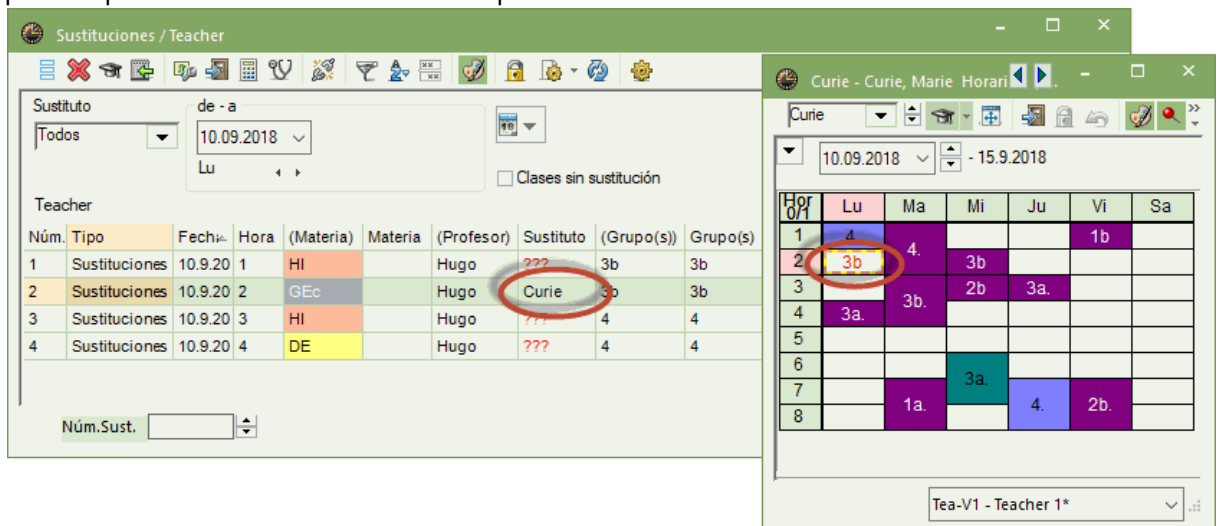 Sustituciones / Teacher
Sustituto
de - a
Todos
10.09.2018
Lu
Clases sin sustitución
Teacher
Núm. Tipo Fecha Hora (Materia) Materia (Profesor) Sustituto (Grupo(s)) Grupo(s)
1 Sustituciones 10.9.20 1 HI Hugo ??? 3b 3b
2 Sustituciones 10.9.20 2 GEc Hugo Curie 3b 3b
3 Sustituciones 10.9.20 3 HI Hugo ??? 4 4
4 Sustituciones 10.9.20 4 DE Hugo ??? 4 4
Núm.Sust.
Curie - Curie, Marie Horari
Curie
10.09.2018 - 15.9.2018
Hor 0/1 Lu Ma Mi Ju Vi Sa
1 4. 4. 1b
2 3b 3b
3 3b. 2b 3a.
4 3a.
5
6 3a.
7 1a. 4. 2b.
8
Tea-V1 - Teacher 1*